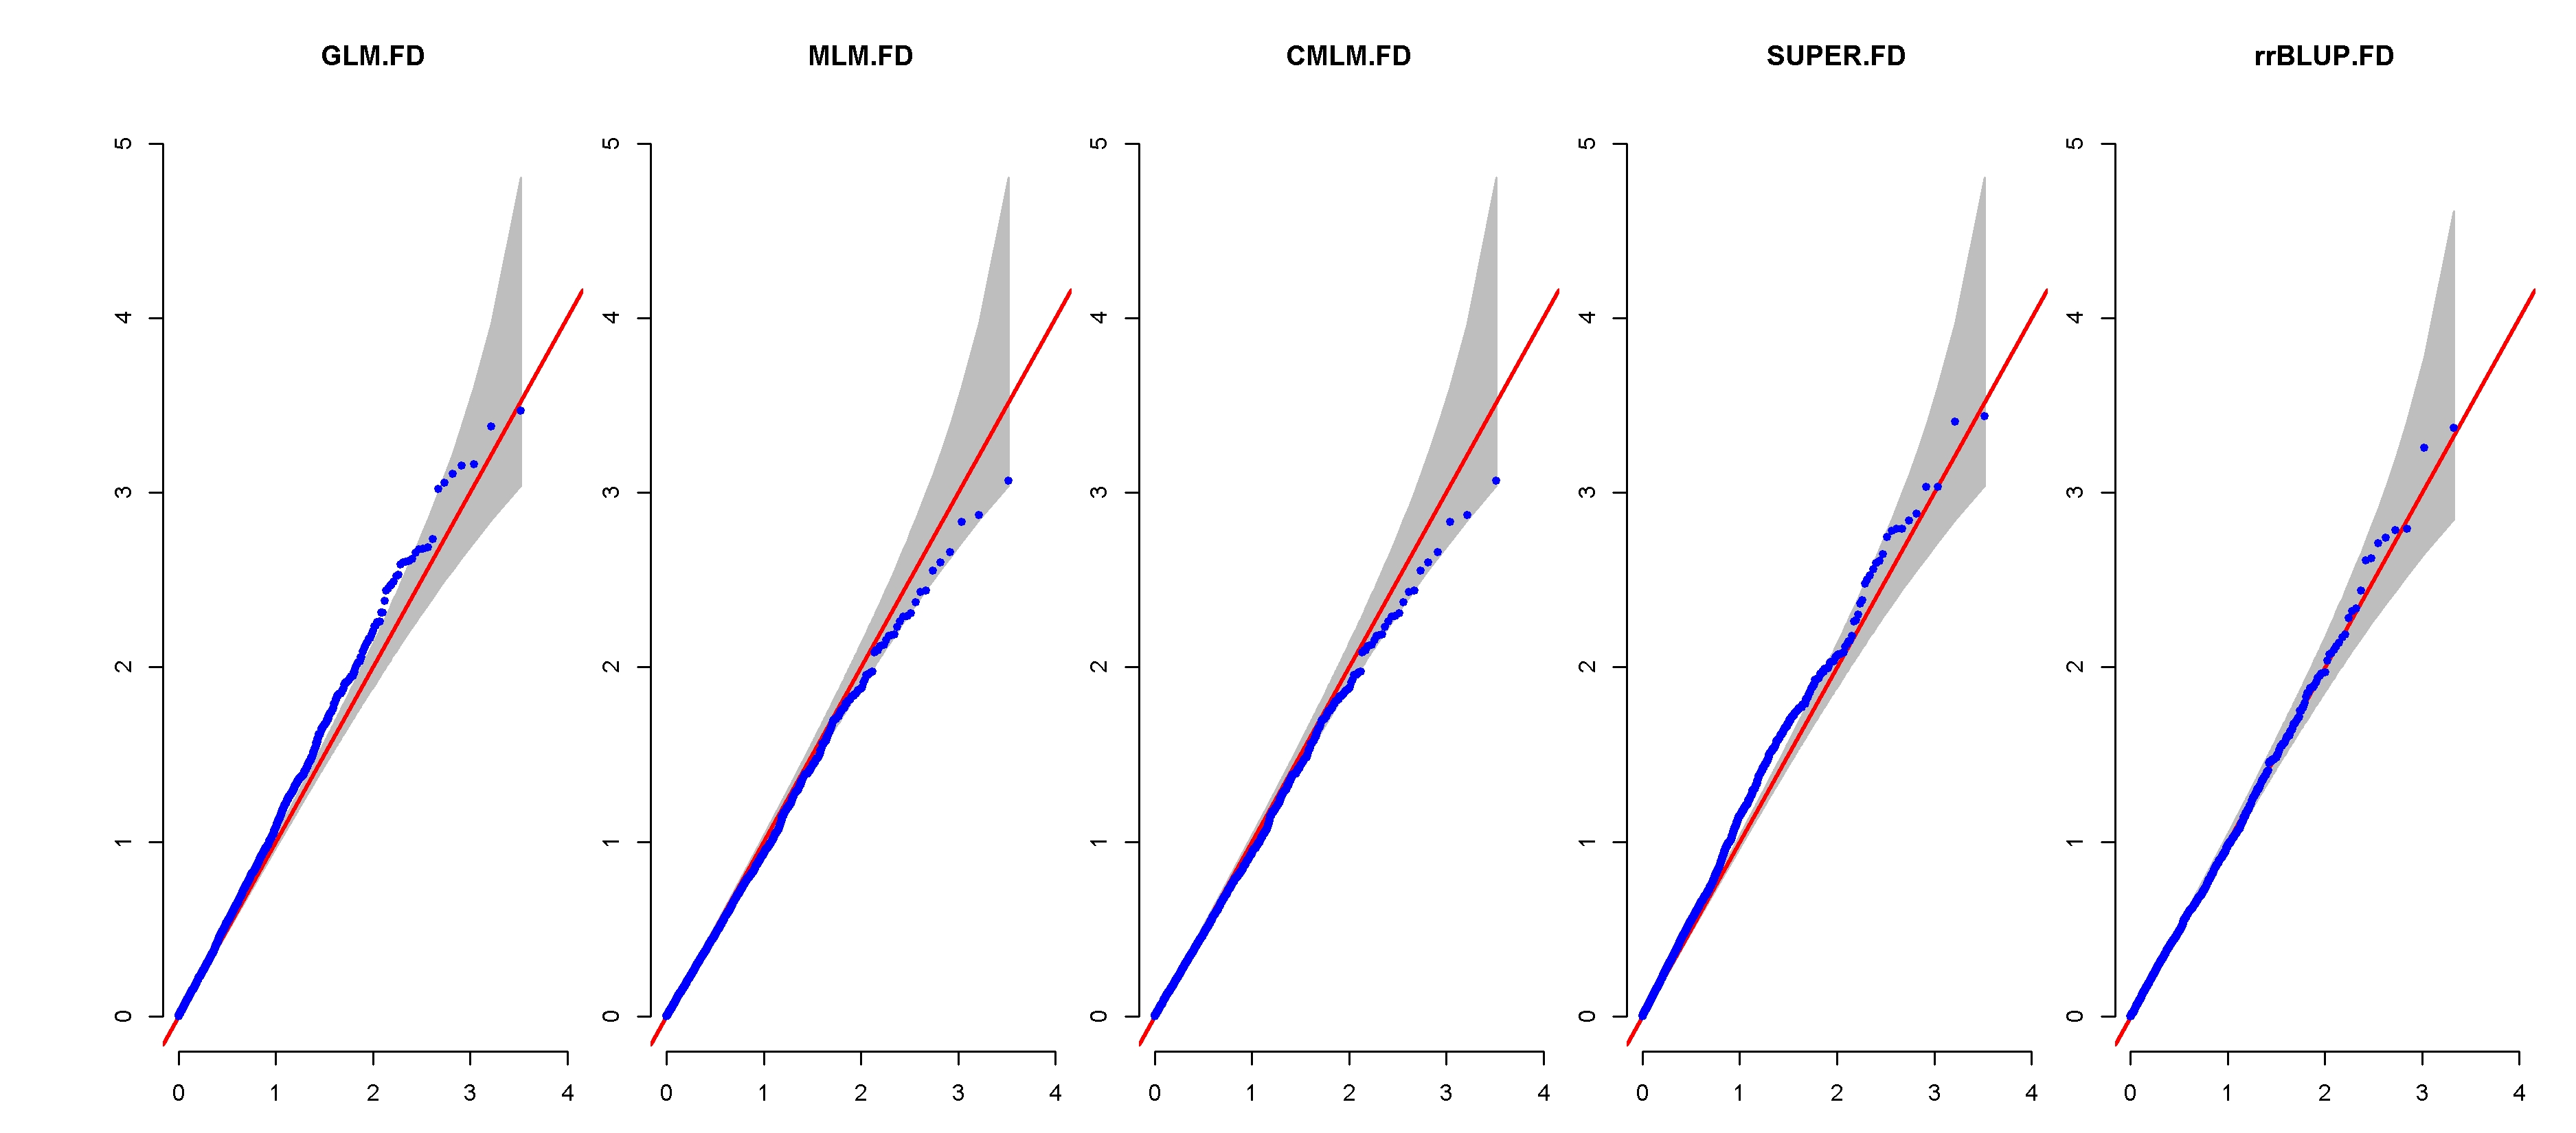 GLM.FD MLM.FD CMLM.FD SUPER.FD rrBLUP.FD
5 5 5 5 5
4 4 4 4 4
3 3 3 3 3
2 2 2 2 2
1 1 1 1 1
0 0 0 0 0
0 1 2 3 4 0 1 2 3 4 0 1 2 3 4 0 1 2 3 4 0 1 2 3 4